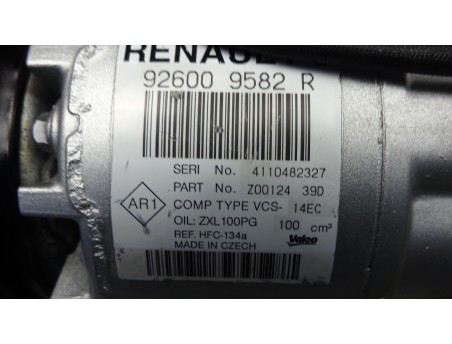 RENAULT
92600 9582 R
SERI No. 4110482327
PART No. Z00124 39D
AR1
COMP TYPE VCS- 14EC
OIL: ZXL100PG 100 cm³
REF. HFC-134a
MADE IN CZECH
Valeo